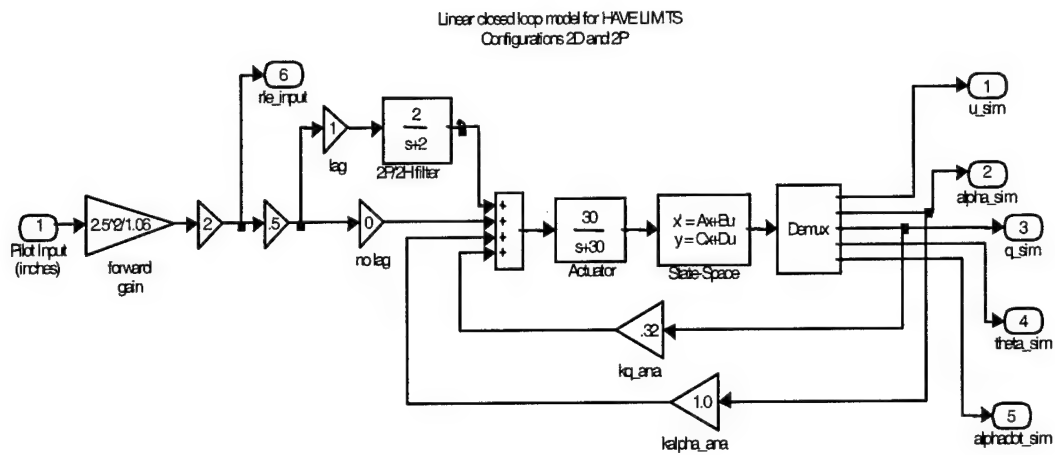 Linear closed loop model for HAVE LIMITS
Configurations 2D and 2P
6
rle_input
1
lag
2
s+2
2P/2H filter
1
Pilot Input
(inches)
2.5*2/1.06
forward
gain
2
.5
0
no lag
+
+
+
+
30
s+30
Actuator
x' = Ax+Bu
y = Cx+Du
State-Space
Demux
1
u_sim
2
alpha_sim
3
q_sim
4
theta_sim
5
alphadot_sim
.32
kq_ana
1.0
kalpha_ana